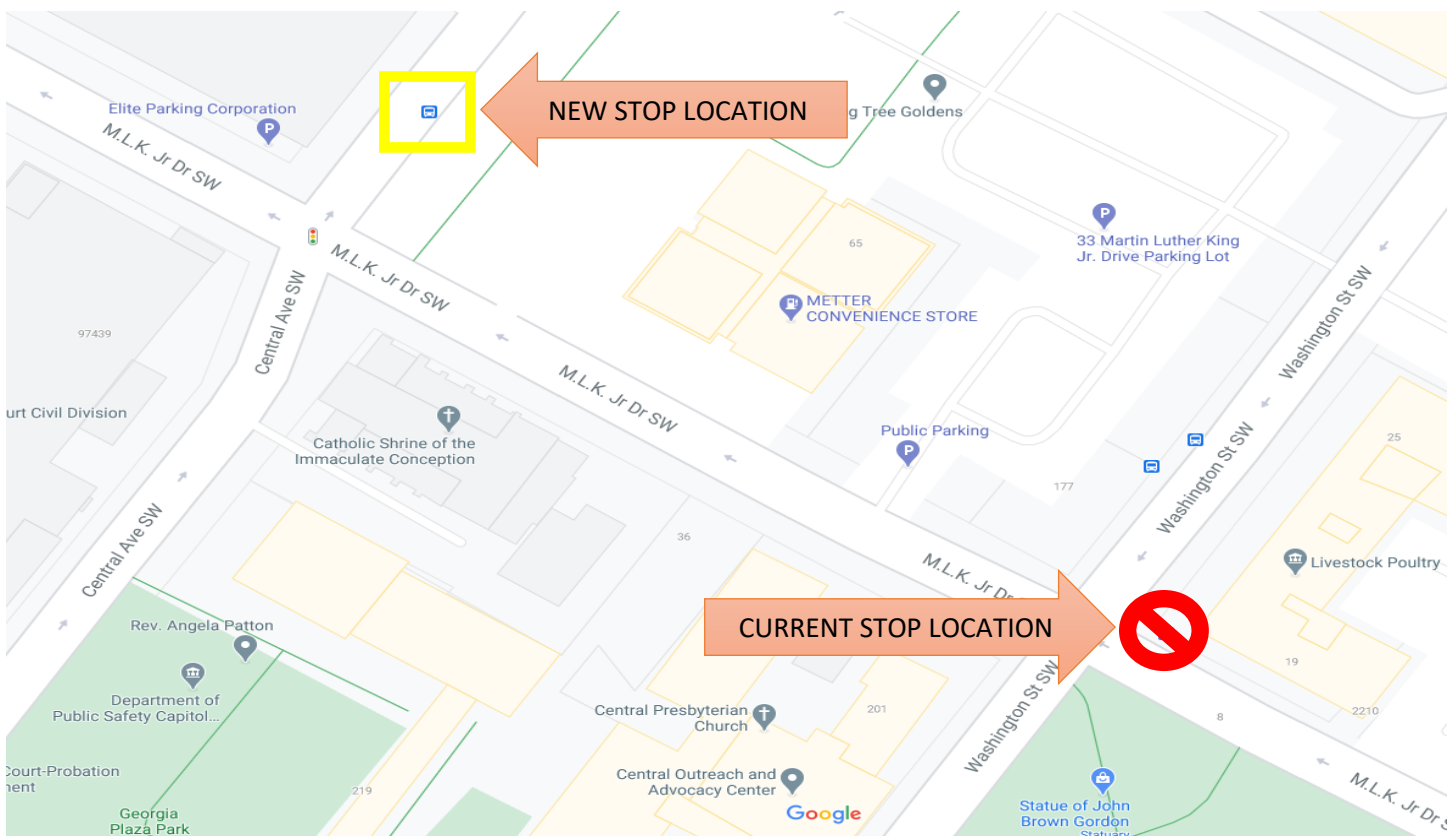 NEW STOP LOCATION
g Tree Goldens
Elite Parking Corporation
P
M.L.K. Jr Dr SW
P
33 Martin Luther King
Jr. Drive Parking Lot
65
M.L.K. Jr Dr SW
METTER
CONVENIENCE STORE
Washington St SW
Central Ave SW
97439
M.L.K. Jr Dr SW
urt Civil Division
Catholic Shrine of the
Immaculate Conception
Public Parking
P
25
177
Washington St SW
36
Central Ave SW
M.L.K. Jr Dr
Livestock Poultry
CURRENT STOP LOCATION
Rev. Angela Patton
19
Department of
Public Safety Capitol...
Central Presbyterian
Church
201
Washington St SW
8
2210
Court-Probation
ment
219
Central Outreach and
Advocacy Center
M.L.K. Jr Dr S
Georgia
Plaza Park
Google
Statue of John
Brown Gordon
Statuary